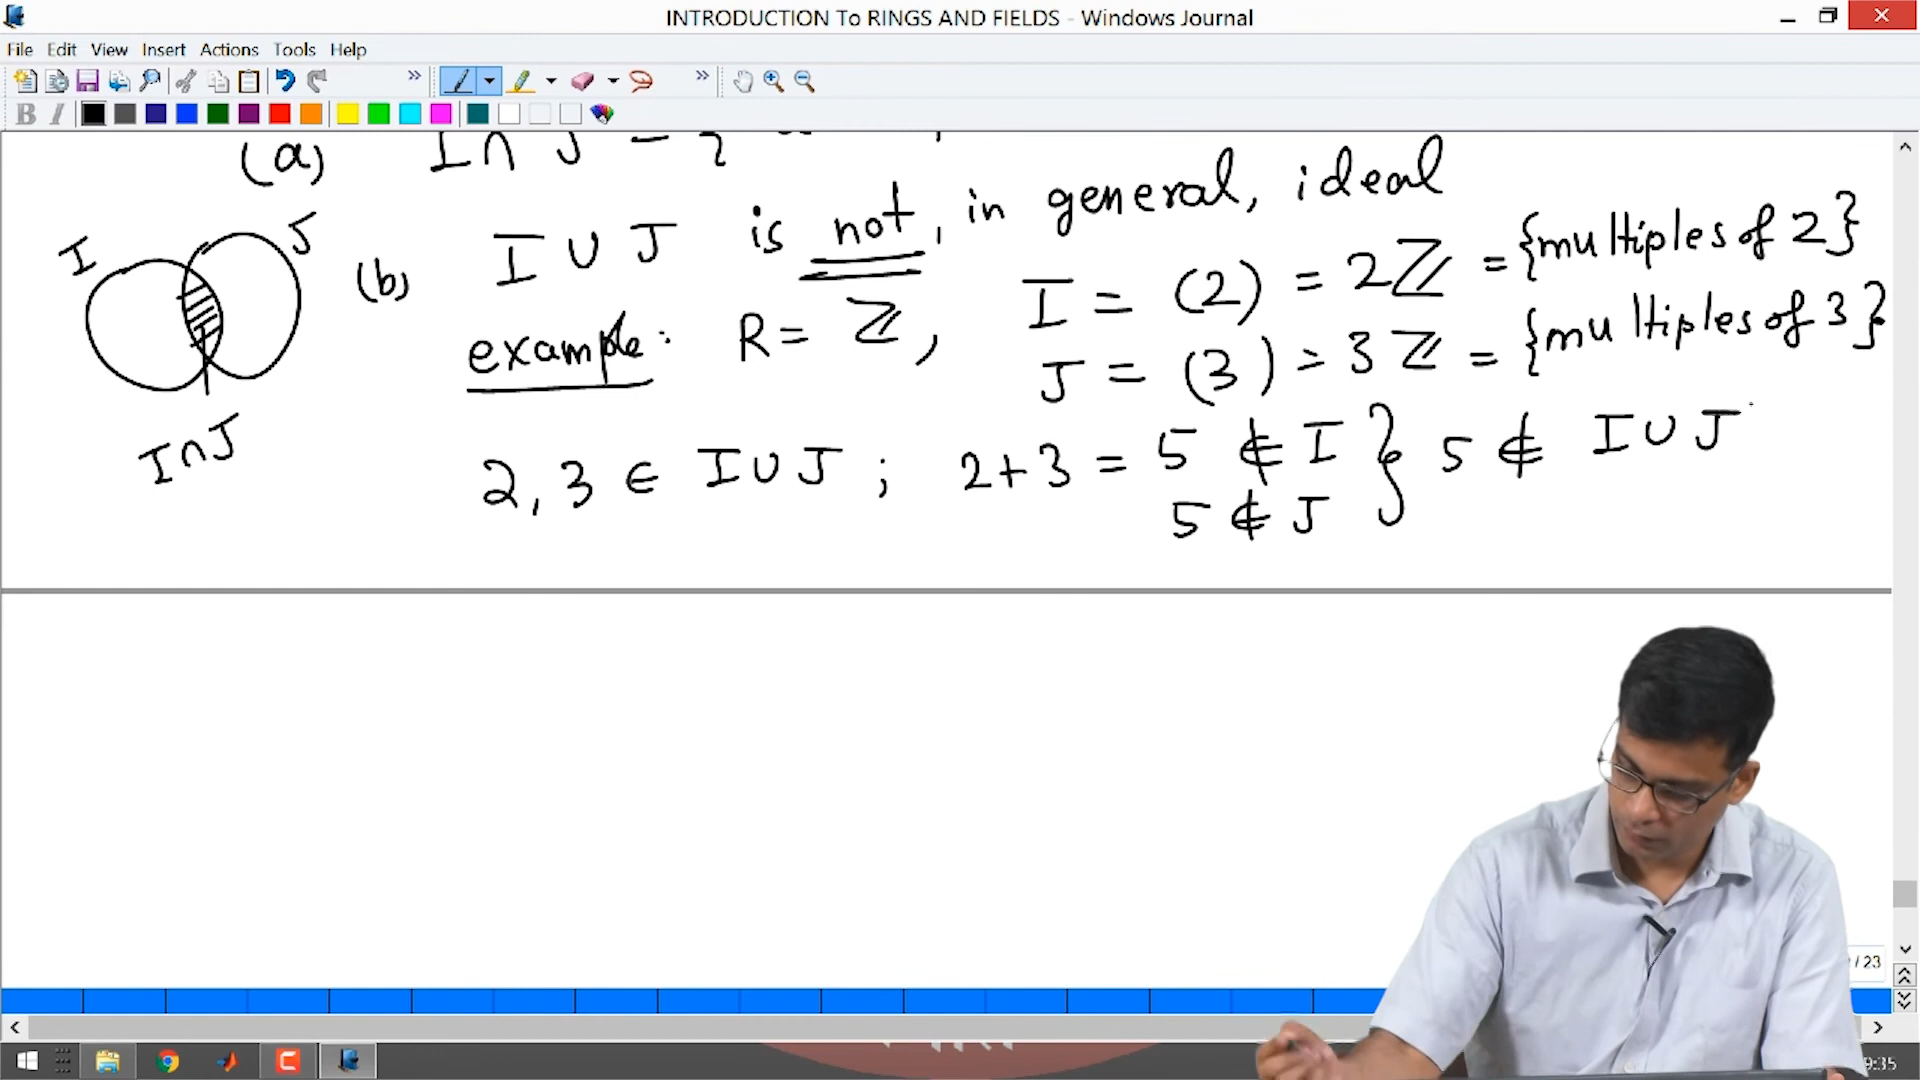 INTRODUCTION To RINGS AND FIELDS - Windows Journal
File Edit View Insert Actions Tools Help
B I
(a) I ∩ J = {
(b) I ∪ J is not, in general, ideal
I J
I∩J
example: R = ℤ, I = (2) = 2ℤ = {multiples of 2}
J = (3) = 3ℤ = {multiples of 3}
2, 3 ∈ I∪J ; 2+3 = 5 ∉ I } 5 ∉ I∪J
5 ∉ J
/ 23
9:35